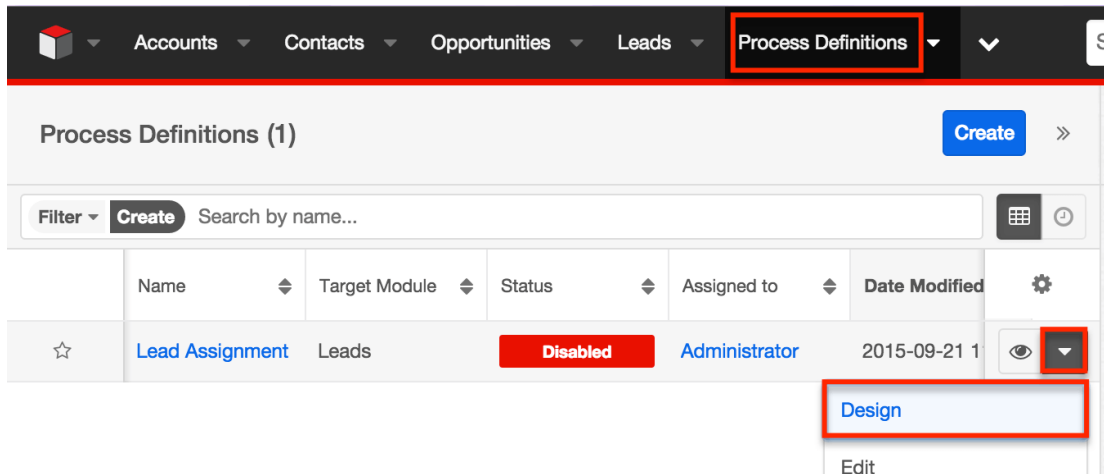 Accounts Contacts Opportunities Leads Process Definitions S
Process Definitions (1) Create
Filter Create Search by name...
Name Target Module Status Assigned to Date Modified
Lead Assignment Leads Disabled Administrator 2015-09-21 1
Design
Edit